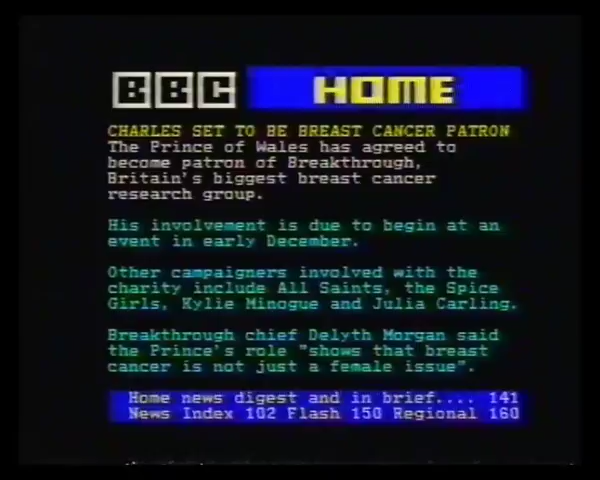 BBC HOME
CHARLES SET TO BE BREAST CANCER PATRON
The Prince of Wales has agreed to
become patron of Breakthrough,
Britain's biggest breast cancer
research group.
His involvement is due to begin at an
event in early December.
Other campaigners involved with the
charity include All Saints, the Spice
Girls, Kylie Minogue and Julia Carling.
Breakthrough chief Delyth Morgan said
the Prince's role "shows that breast
cancer is not just a female issue".
Home news digest and in brief.... 141
News Index 102 Flash 150 Regional 160